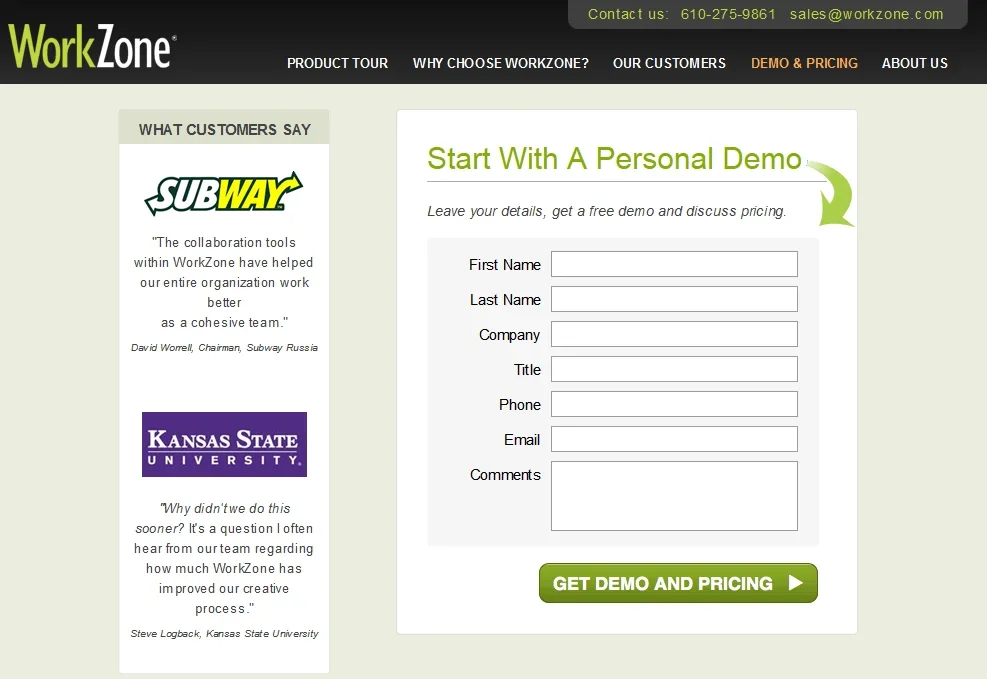 Contact us: 610-275-9861 sales@workzone.com
WorkZone®
PRODUCT TOUR WHY CHOOSE WORKZONE? OUR CUSTOMERS DEMO & PRICING ABOUT US
WHAT CUSTOMERS SAY
SUBWAY
"The collaboration tools
within WorkZone have helped
our entire organization work
better
as a cohesive team."
David Worrell, Chairman, Subway Russia
KANSAS STATE
UNIVERSITY.
"Why didn't we do this
sooner? It's a question I often
hear from our team regarding
how much WorkZone has
improved our creative
process."
Steve Logback, Kansas State University
Start With A Personal Demo
Leave your details, get a free demo and discuss pricing.
First Name
Last Name
Company
Title
Phone
Email
Comments
GET DEMO AND PRICING